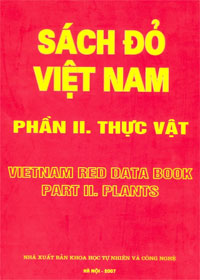 SÁCH ĐỎ
VIỆT NAM
PHẦN II. THỰC VẬT
VIETNAM RED DATA BOOK
PART II. PLANTS
NHÀ XUẤT BẢN KHOA HỌC TỰ NHIÊN VÀ CÔNG NGHỆ
HÀ NỘI - 2007